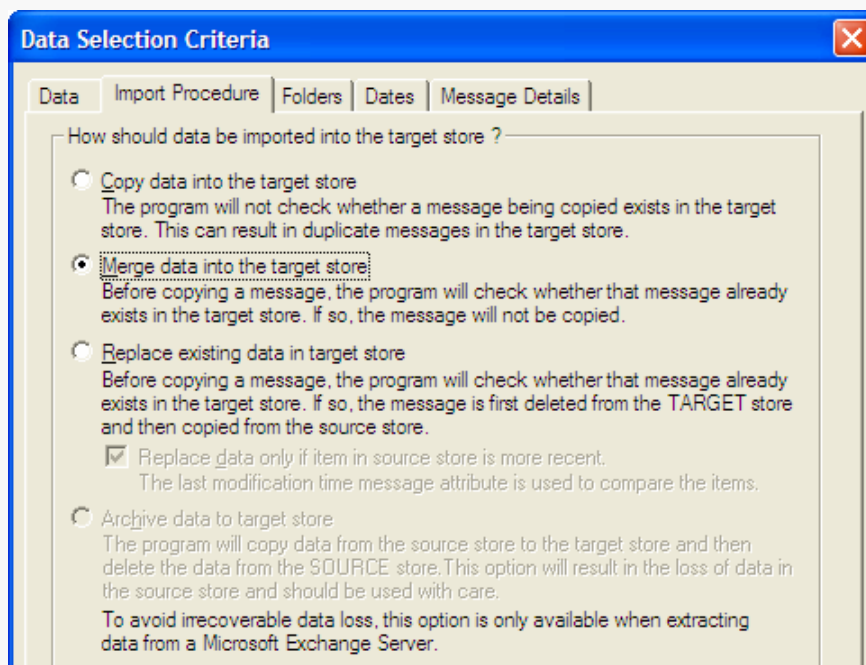 Data Selection Criteria
Data Import Procedure Folders Dates Message Details
How should data be imported into the target store ?
Copy data into the target store
The program will not check whether a message being copied exists in the target
store. This can result in duplicate messages in the target store.
Merge data into the target store
Before copying a message, the program will check whether that message already
exists in the target store. If so, the message will not be copied.
Replace existing data in target store
Before copying a message, the program will check whether that message already
exists in the target store. If so, the message is first deleted from the TARGET store
and then copied from the source store.
Replace data only if item in source store is more recent.
The last modification time message attribute is used to compare the items.
Archive data to target store
The program will copy data from the source store to the target store and then
delete the data from the SOURCE store.This option will result in the loss of data in
the source store and should be used with care.
To avoid irrecoverable data loss, this option is only available when extracting
data from a Microsoft Exchange Server.